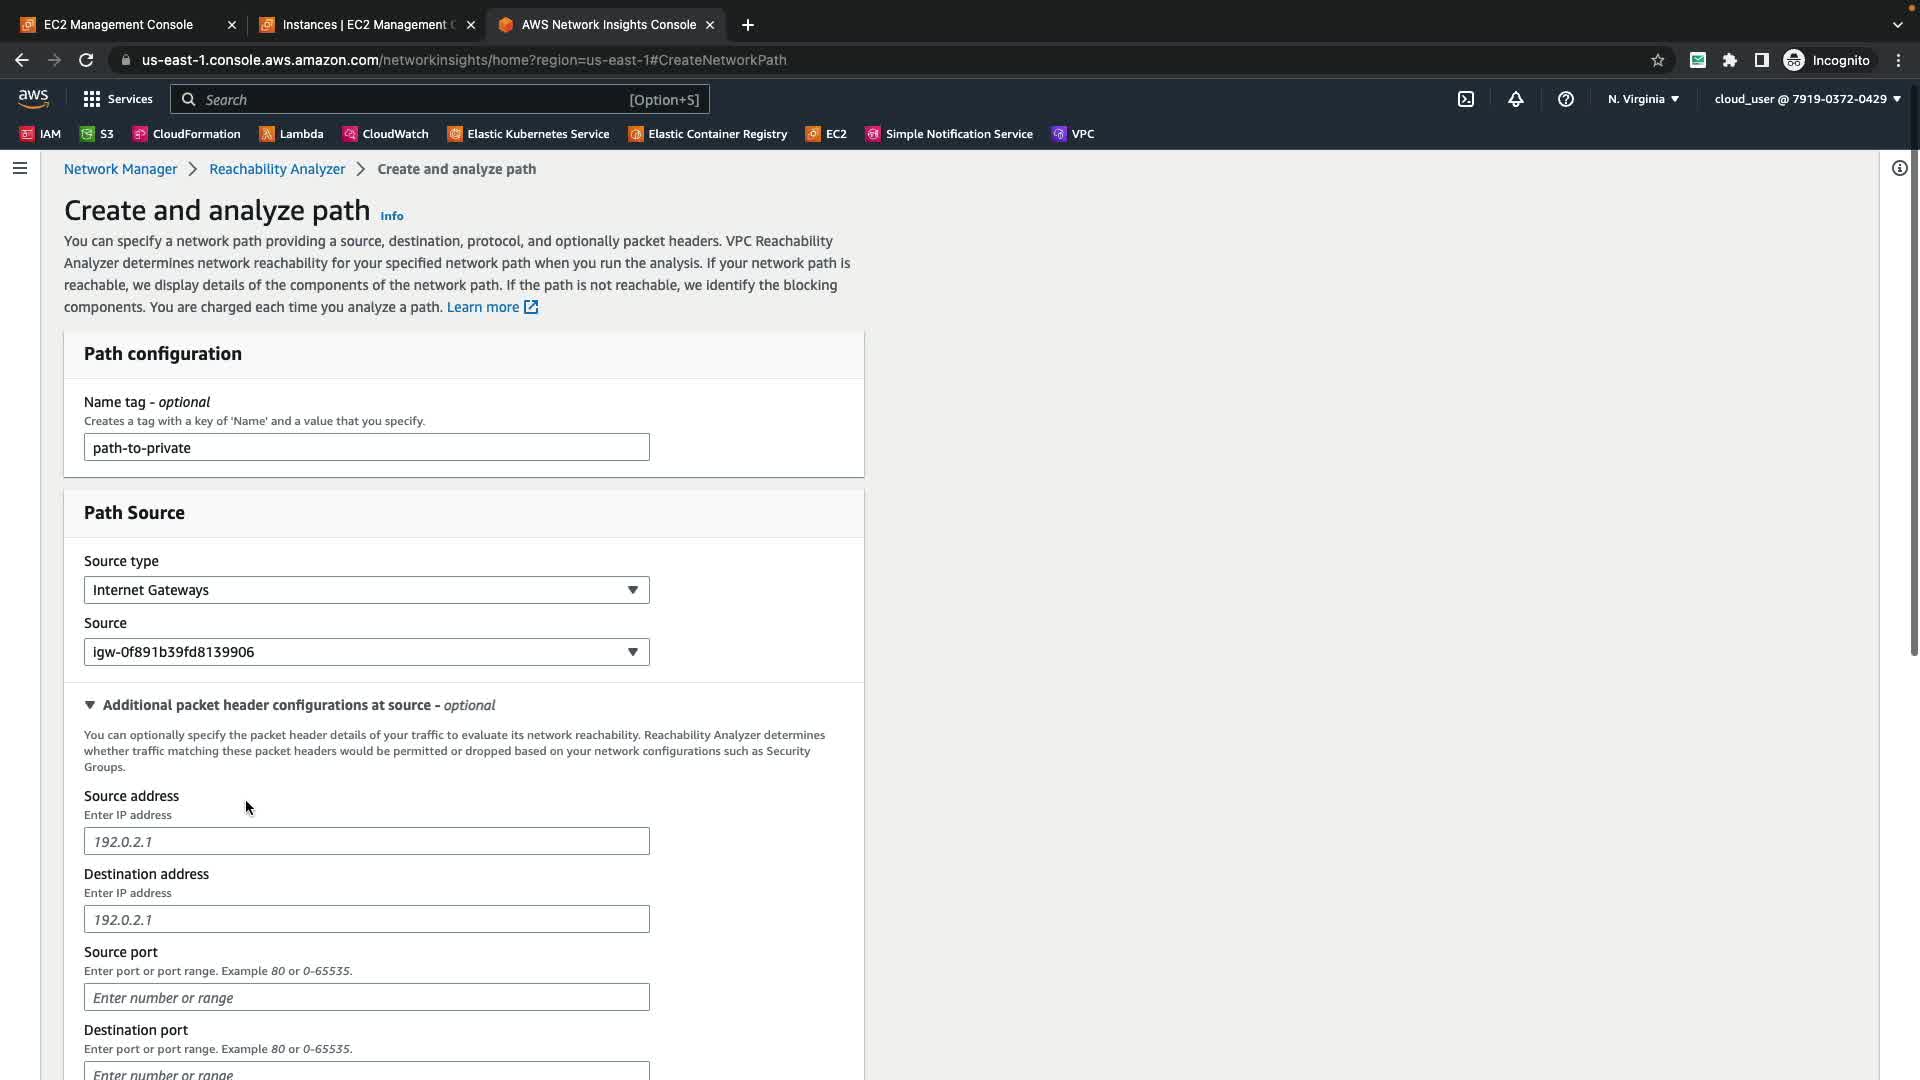 EC2 Management Console
Instances | EC2 Management C
AWS Network Insights Console
us-east-1.console.aws.amazon.com/networkinsights/home?region=us-east-1#CreateNetworkPath
Incognito
aws
Services
Search
[Option+S]
N. Virginia
cloud_user @ 7919-0372-0429
IAM
S3
CloudFormation
Lambda
CloudWatch
Elastic Kubernetes Service
Elastic Container Registry
EC2
Simple Notification Service
VPC
Network Manager
Reachability Analyzer
Create and analyze path
Create and analyze path Info
You can specify a network path providing a source, destination, protocol, and optionally packet headers. VPC Reachability
Analyzer determines network reachability for your specified network path when you run the analysis. If your network path is
reachable, we display details of the components of the network path. If the path is not reachable, we identify the blocking
components. You are charged each time you analyze a path. Learn more
Path configuration
Name tag - optional
Creates a tag with a key of 'Name' and a value that you specify.
path-to-private
Path Source
Source type
Internet Gateways
Source
igw-0f891b39fd8139906
Additional packet header configurations at source - optional
You can optionally specify the packet header details of your traffic to evaluate its network reachability. Reachability Analyzer determines
whether traffic matching these packet headers would be permitted or dropped based on your network configurations such as Security
Groups.
Source address
Enter IP address
192.0.2.1
Destination address
Enter IP address
192.0.2.1
Source port
Enter port or port range. Example 80 or 0-65535.
Enter number or range
Destination port
Enter port or port range. Example 80 or 0-65535.
Enter number or range